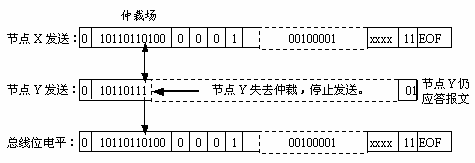 仲载场
节点 X 发送: 0 10110110100 0 0 0 1 00100001 xxxx 11 EOF
节点 Y 发送: 0 10110111 节点 Y 失去仲载，停止发送。 01 节点 Y 仍
应答报文
总线位电平: 0 10110110100 0 0 0 1 00100001 xxxx 11 EOF